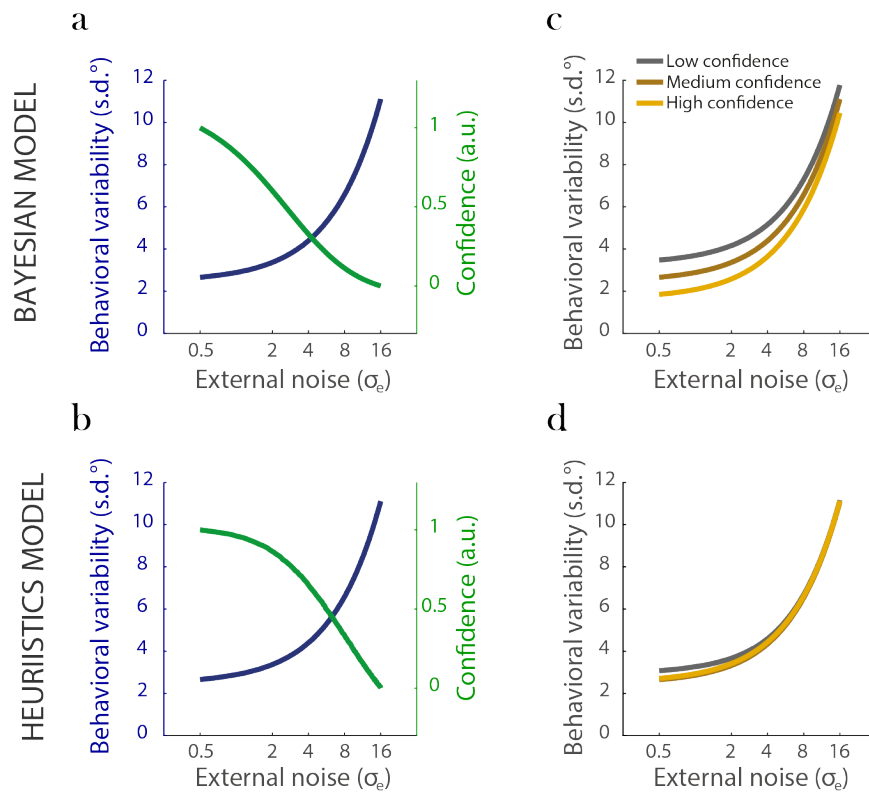 a
BAYESIAN MODEL
Behavioral variability (s.d.°)
12
10
8
6
4
2
0
0.5 2 4 8 16
External noise (σe)
1
0.5
0
Confidence (a.u.)
c
Behavioral variability (s.d.°)
12
10
8
6
4
2
0
Low confidence
Medium confidence
High confidence
0.5 2 4 8 16
External noise (σe)
b
HEURIISTICS MODEL
Behavioral variability (s.d.°)
12
10
8
6
4
2
0
0.5 2 4 8 16
External noise (σe)
1
0.5
0
Confidence (a.u.)
d
Behavioral variability (s.d.°)
12
10
8
6
4
2
0
0.5 2 4 8 16
External noise (σe)